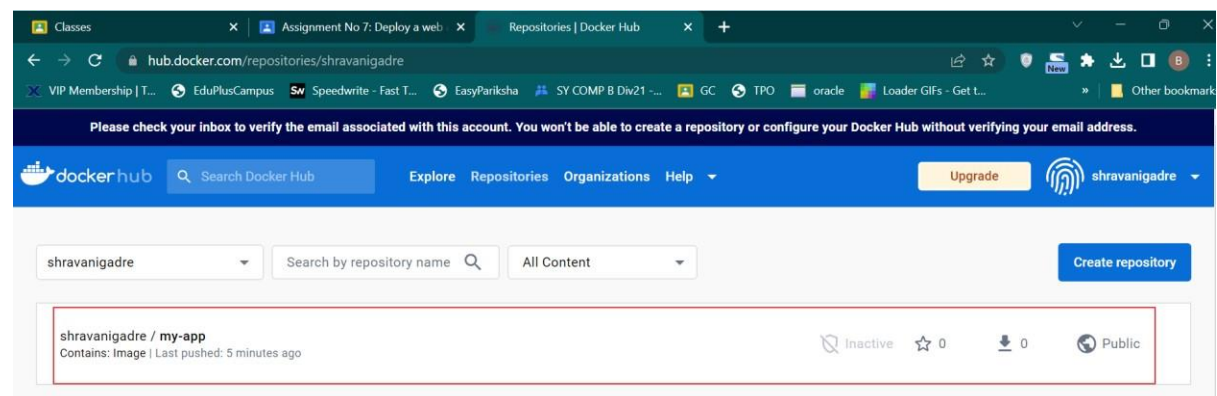 Classes
Assignment No 7: Deploy a web
Repositories | Docker Hub
hub.docker.com/repositories/shravanigadre
New
B
VIP Membership | T...
EduPlusCampus
Sw Speedwrite - Fast T...
EasyPariksha
SY COMP B Div21 -...
GC
TPO
oracle
Loader GIFs - Get t...
»
Other bookmark
Please check your inbox to verify the email associated with this account. You won't be able to create a repository or configure your Docker Hub without verifying your email address.
dockerhub
Search Docker Hub
Explore
Repositories
Organizations
Help
Upgrade
shravanigadre
shravanigadre
Search by repository name
All Content
Create repository
shravanigadre / my-app
Contains: Image | Last pushed: 5 minutes ago
Inactive
0
0
Public